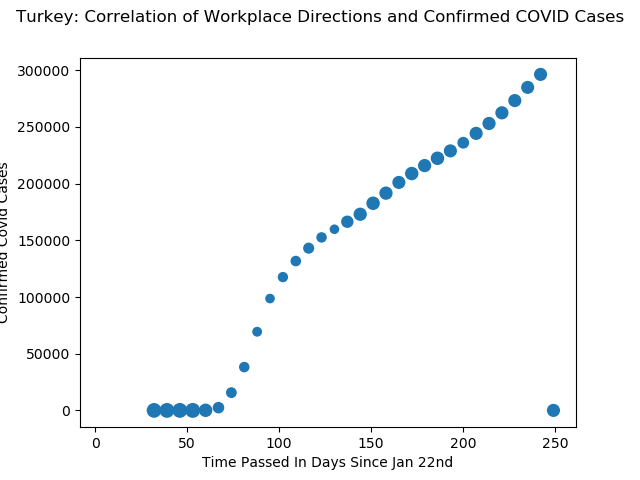 Turkey: Correlation of Workplace Directions and Confirmed COVID Cases
300000
250000
200000
150000
100000
50000
0
Confirmed Covid Cases
0 50 100 150 200 250
Time Passed In Days Since Jan 22nd